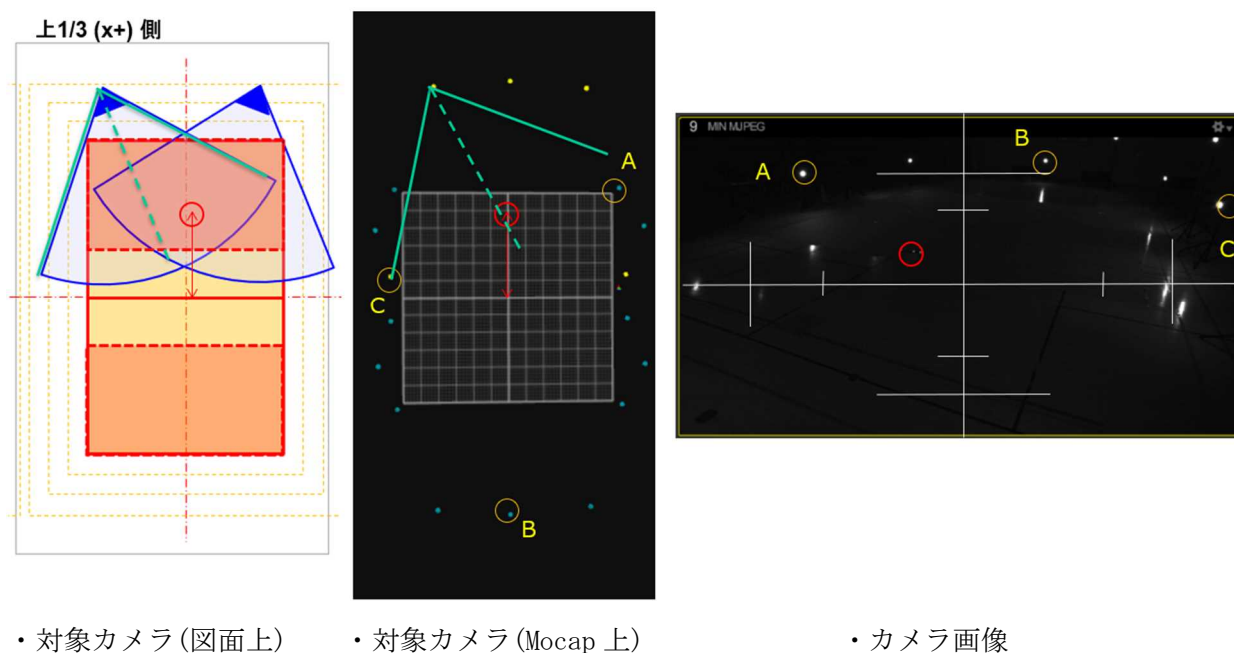 上1/3 (x+) 側
A
C
B
9 MIN MJPEG
A
B
C
・対象カメラ(図面上)
・対象カメラ(Mocap 上)
・カメラ画像